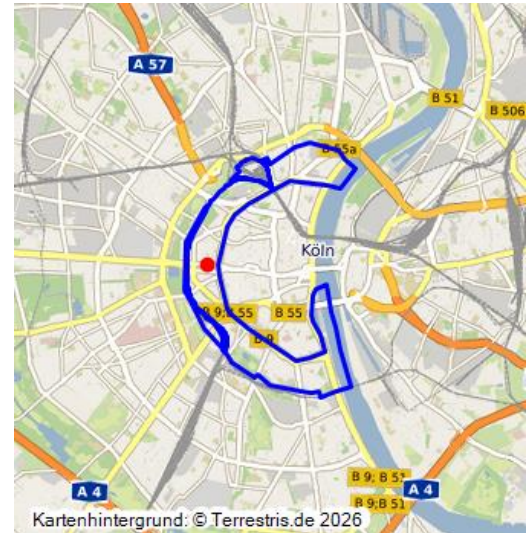 A 57
B 51
B 506
B 55a
Köln
B 9;B 55
B 55
B 9
B 9; B 51
A 4
A 4
B 9;B 51
Kartenhintergrund: © Terrestris.de 2026